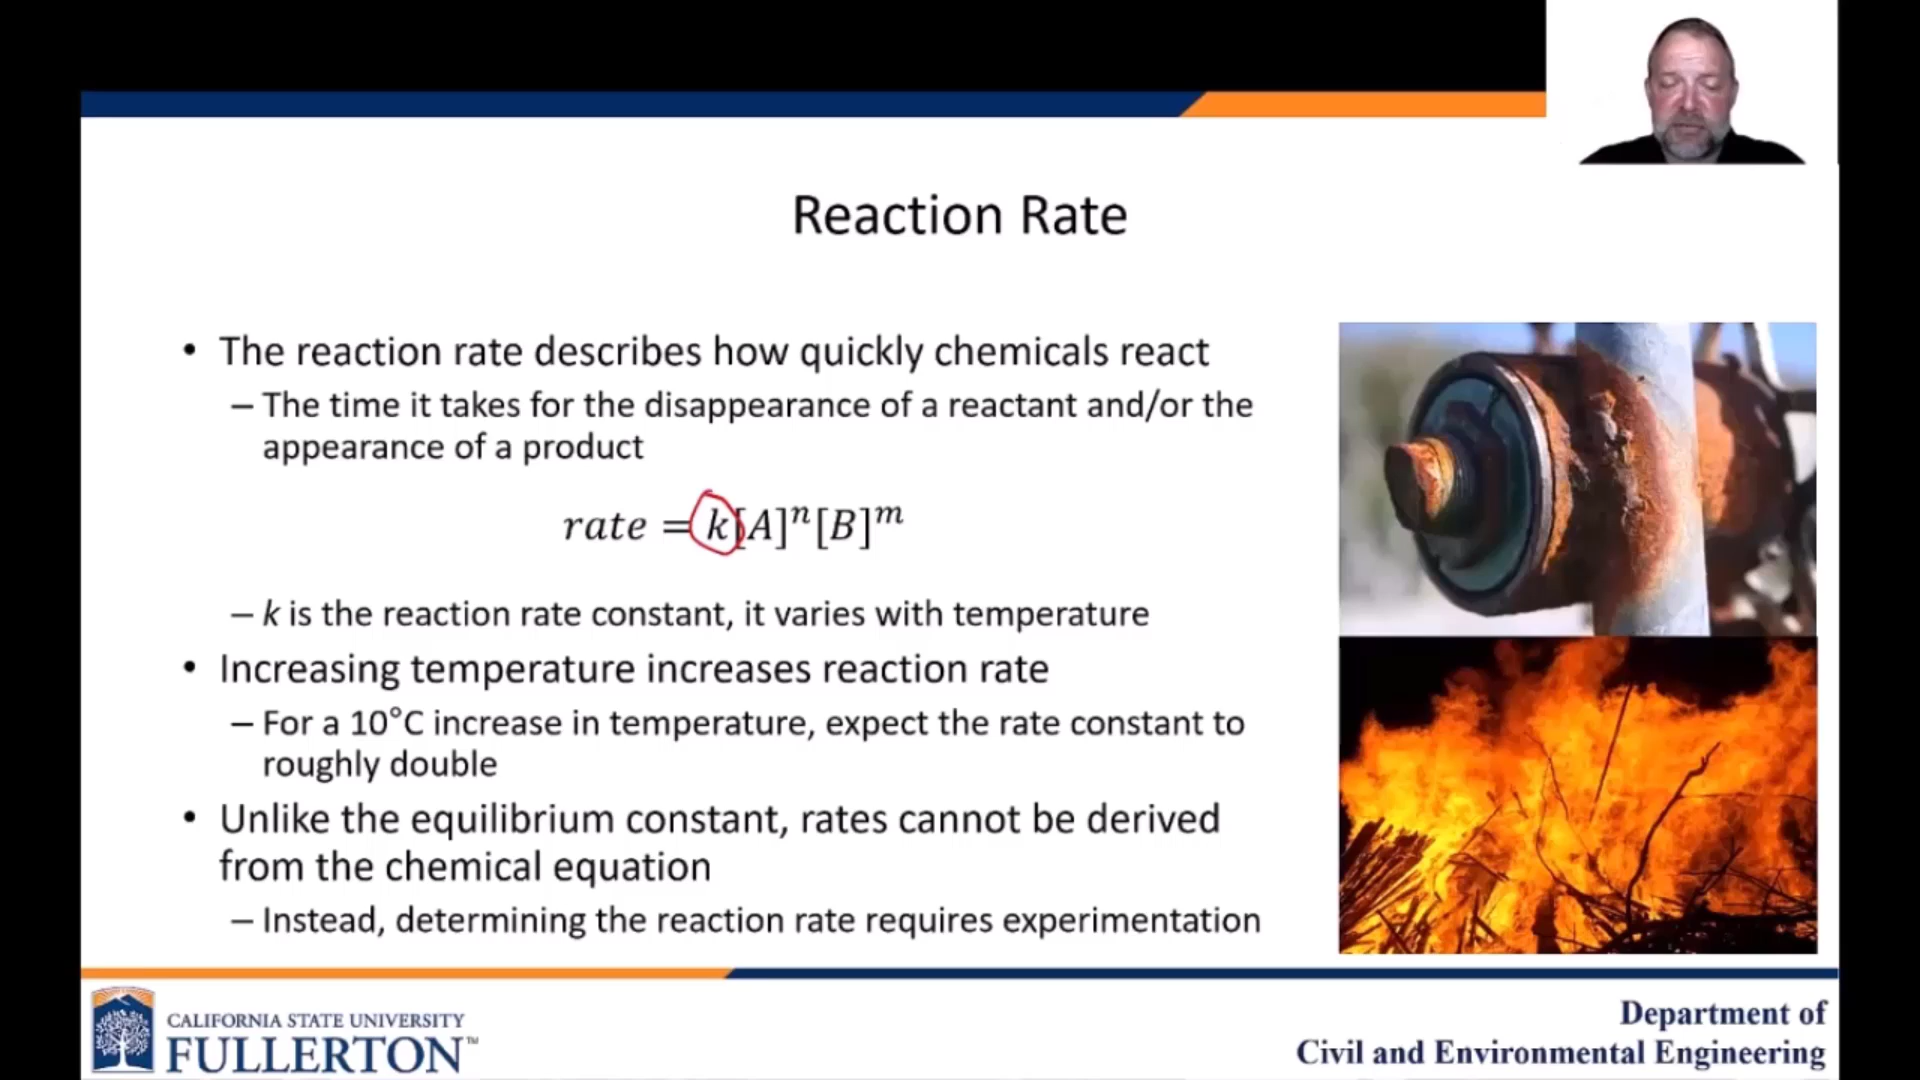 Reaction Rate
• The reaction rate describes how quickly chemicals react
– The time it takes for the disappearance of a reactant and/or the
appearance of a product
rate = k[A]ⁿ[B]ᵐ
– k is the reaction rate constant, it varies with temperature
• Increasing temperature increases reaction rate
– For a 10°C increase in temperature, expect the rate constant to
roughly double
• Unlike the equilibrium constant, rates cannot be derived
from the chemical equation
– Instead, determining the reaction rate requires experimentation
CALIFORNIA STATE UNIVERSITY
FULLERTON™
Department of
Civil and Environmental Engineering